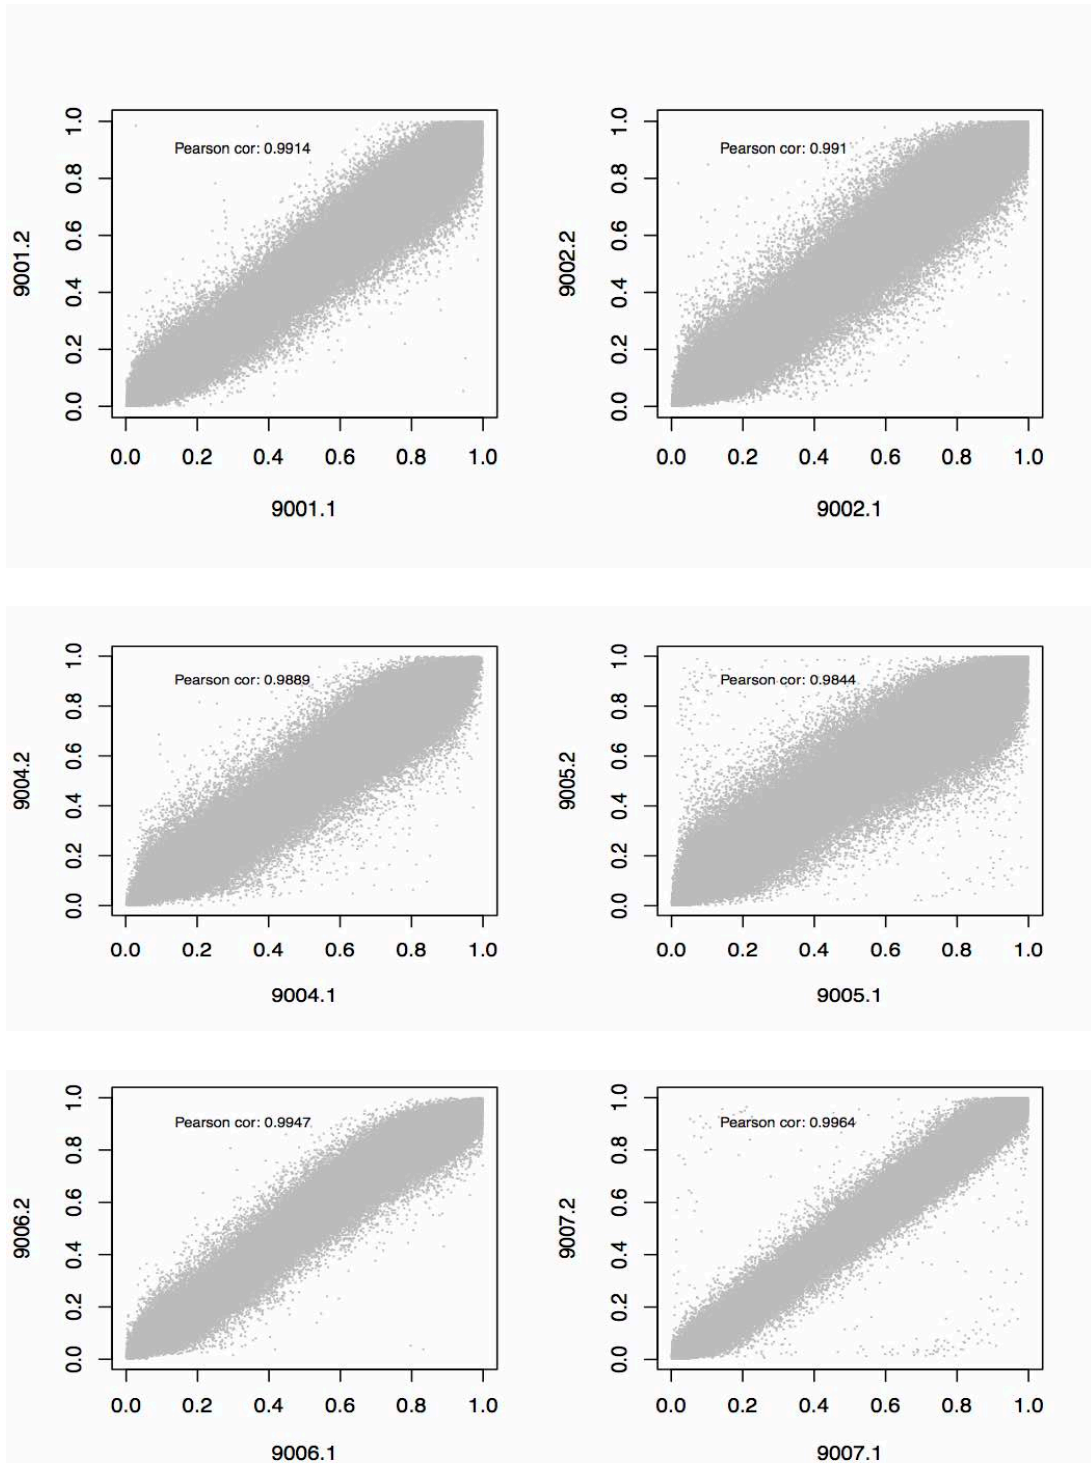 Pearson cor: 0.9914
9001.2
0.0 0.2 0.4 0.6 0.8 1.0
0.0 0.2 0.4 0.6 0.8 1.0
9001.1
Pearson cor: 0.991
9002.2
0.0 0.2 0.4 0.6 0.8 1.0
0.0 0.2 0.4 0.6 0.8 1.0
9002.1
Pearson cor: 0.9889
9004.2
0.0 0.2 0.4 0.6 0.8 1.0
0.0 0.2 0.4 0.6 0.8 1.0
9004.1
Pearson cor: 0.9844
9005.2
0.0 0.2 0.4 0.6 0.8 1.0
0.0 0.2 0.4 0.6 0.8 1.0
9005.1
Pearson cor: 0.9947
9006.2
0.0 0.2 0.4 0.6 0.8 1.0
0.0 0.2 0.4 0.6 0.8 1.0
9006.1
Pearson cor: 0.9964
9007.2
0.0 0.2 0.4 0.6 0.8 1.0
0.0 0.2 0.4 0.6 0.8 1.0
9007.1